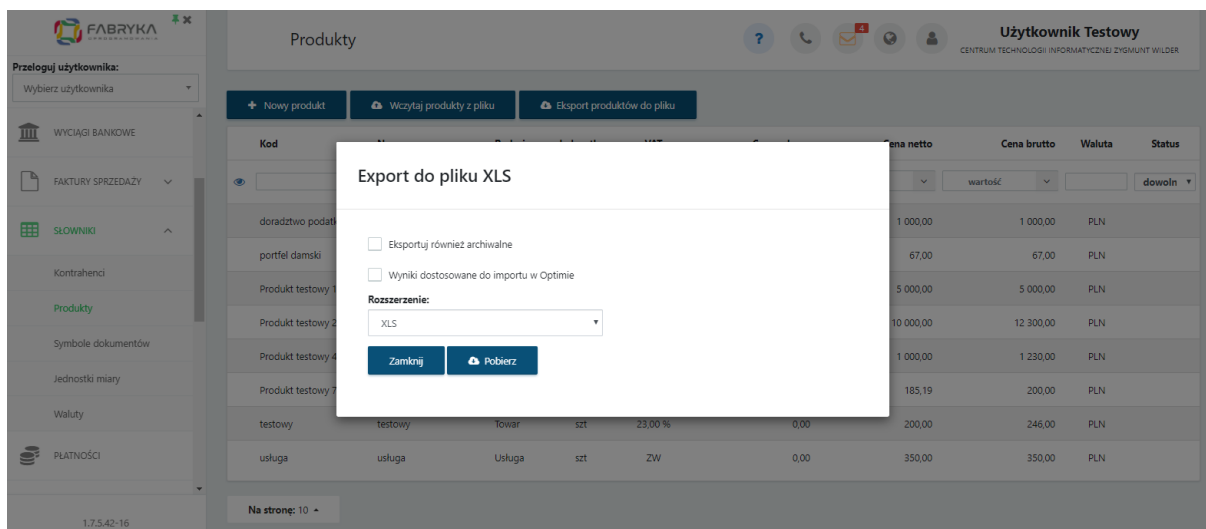 FABRYKA
OPROGRAMOWANIA
Przeloguj użytkownika:
Wybierz użytkownika
WYCIĄGI BANKOWE
FAKTURY SPRZEDAŻY
SŁOWNIKI
Kontrahenci
Produkty
Symbole dokumentów
Jednostki miary
Waluty
PŁATNOŚCI
1.7.5.42-16
Produkty
? 4
Użytkownik Testowy
CENTRUM TECHNOLOGII INFORMATYCZNEJ ZYGMUNT WILDER
+ Nowy produkt Wczytaj produkty z pliku Eksport produktów do pliku
Kod Cena netto Cena brutto Waluta Status
wartość dowoln
doradztwo podatk 1 000,00 1 000,00 PLN
portfel damski 67,00 67,00 PLN
Produkt testowy 1 5 000,00 5 000,00 PLN
Produkt testowy 2 10 000,00 12 300,00 PLN
Produkt testowy 4 1 000,00 1 230,00 PLN
Produkt testowy 7 185,19 200,00 PLN
testowy testowy Towar szt 23,00 % 0,00 200,00 246,00 PLN
usługa usługa Usługa szt ZW 0,00 350,00 350,00 PLN
Na stronę: 10
Export do pliku XLS
Eksportuj również archiwalne
Wyniki dostosowane do importu w Optimie
Rozszerzenie:
XLS
Zamknij Pobierz